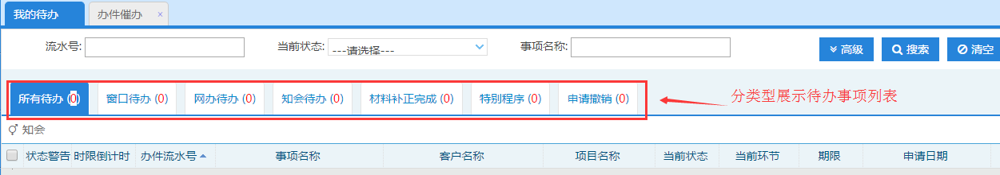 我的待办 办件催办 ×
流水号: 当前状态: ---请选择--- 事项名称: 高级 搜索 清空
所有待办 (0) 窗口待办 (0) 网办待办 (0) 知会待办 (0) 材料补正完成 (0) 特别程序 (0) 申请撤销 (0) 分类型展示待办事项列表
知会
状态警告 时限倒计时 办件流水号 事项名称 客户名称 项目名称 当前状态 当前环节 期限 申请日期